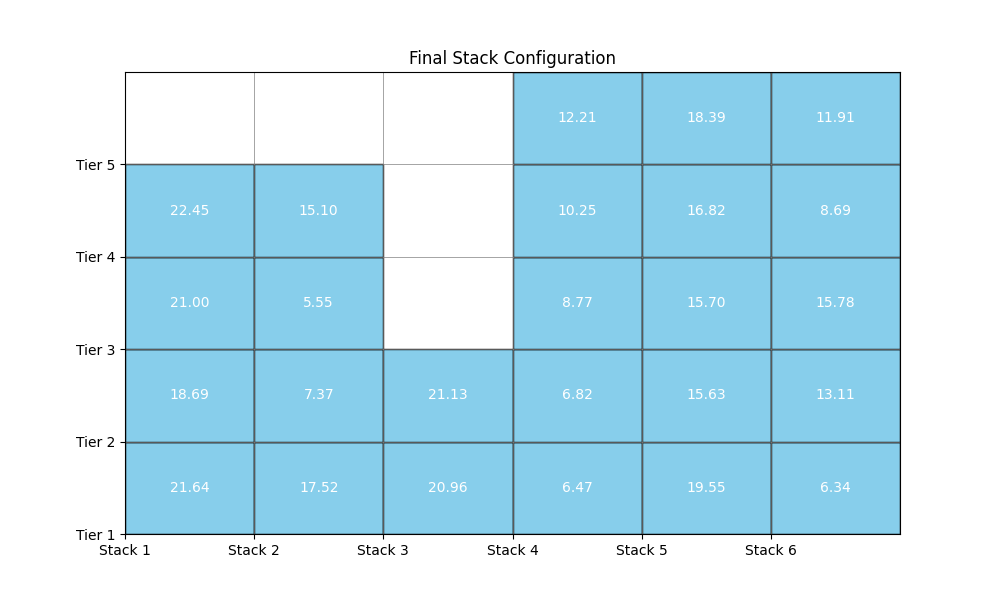 Final Stack Configuration
12.21 18.39 11.91
Tier 5
22.45 15.10 10.25 16.82 8.69
Tier 4
21.00 5.55 8.77 15.70 15.78
Tier 3
18.69 7.37 21.13 6.82 15.63 13.11
Tier 2
21.64 17.52 20.96 6.47 19.55 6.34
Tier 1
Stack 1 Stack 2 Stack 3 Stack 4 Stack 5 Stack 6